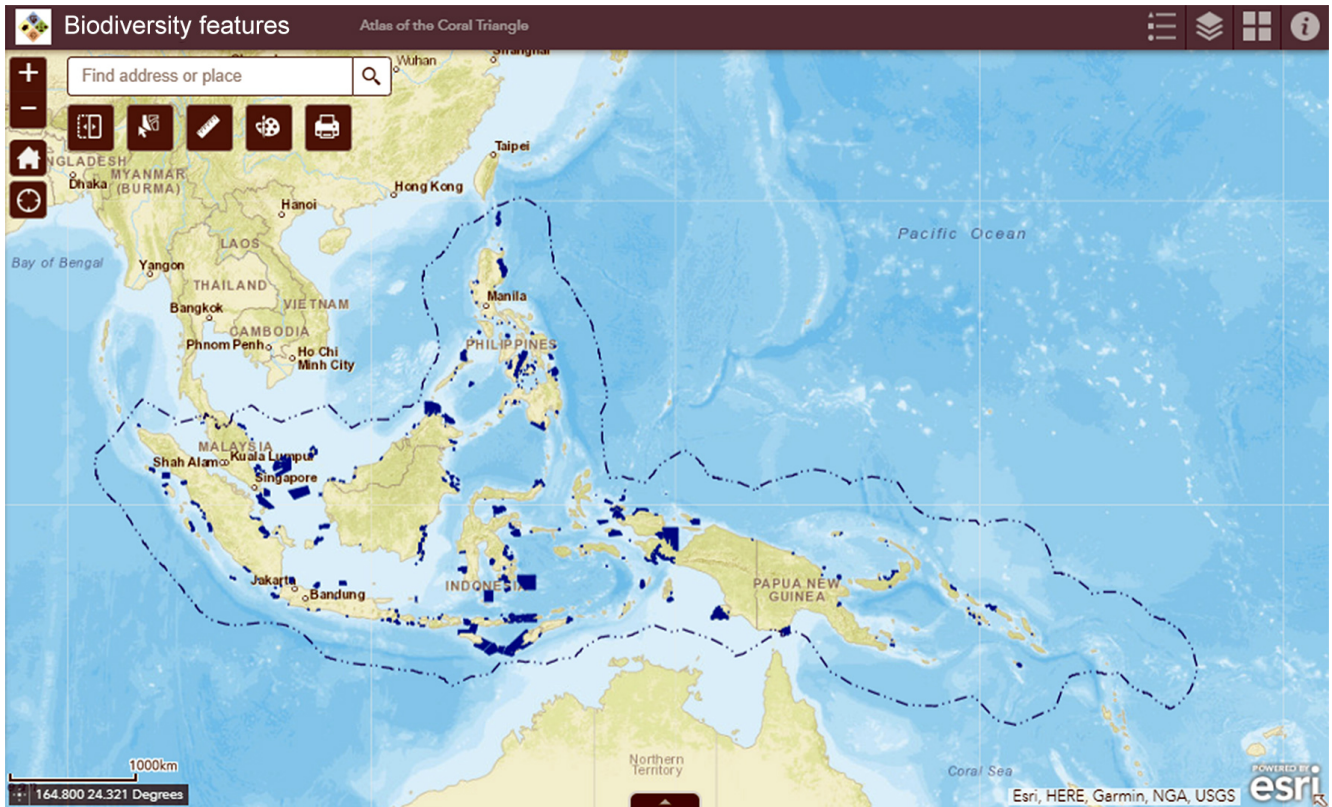 Biodiversity features
Atlas of the Coral Triangle
+
Find address or place
−
Wuhan
Shanghai
Taipei
BANGLADESH
MYANMAR
(BURMA)
Dhaka
Hong Kong
Hanoi
LAOS
Pacific Ocean
Bay of Bengal
Yangon
THAILAND
VIETNAM
Manila
Bangkok
CAMBODIA
PHILIPPINES
Phnom Penh
Ho Chi
Minh City
MALAYSIA
Shah Alam
Kuala Lumpur
Singapore
Jakarta
INDONESIA
Bandung
PAPUA NEW
GUINEA
Northern
Territory
Coral Sea
1000km
164.800 24.321 Degrees
POWERED BY
esri
Esri, HERE, Garmin, NGA, USGS